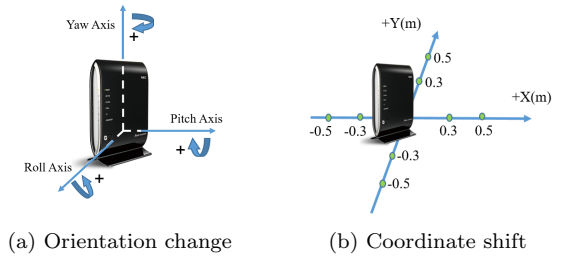 Yaw Axis
+
Pitch Axis
+
Roll Axis
+
(a) Orientation change
+Y(m)
0.5
0.3
+X(m)
-0.5 -0.3 0.3 0.5
-0.3
-0.5
(b) Coordinate shift